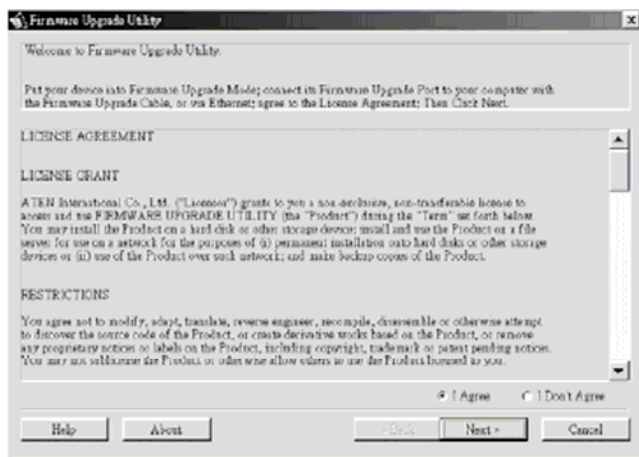 Firmware Upgrade Utility
Welcome to Firmware Upgrade Utility.
Put your device into Firmware Upgrade Mode; connect its Firmware Upgrade Port to your computer with
the Firmware Upgrade Cable, or via Ethernet; agree to the License Agreement; Then Click Next.
LICENSE AGREEMENT
LICENSE GRANT
ATEN International Co., Ltd. ("Licensor") grants to you a non-exclusive, non-transferable license to
access and use FIRMWARE UPGRADE UTILITY (the "Product") during the "Term" set forth below.
You may install the Product on a hard disk or other storage device; install and use the Product on a file
server for use on a network for the purposes of (i) permanent installation onto hard disks or other storage
devices or (ii) use of the Product over such network; and make backup copies of the Product.
RESTRICTIONS
You agree not to modify, adapt, translate, reverse engineer, decompile, disassemble or otherwise attempt
to discover the source code of the Product, or create derivative works based on the Product, or remove
any proprietary notices or labels on the Product, including copyright, trademark or patent pending notices.
You may not sublicense the Product or otherwise allow others to use the Product licensed to you.
I Agree
I Don't Agree
Help
About
< Back
Next >
Cancel